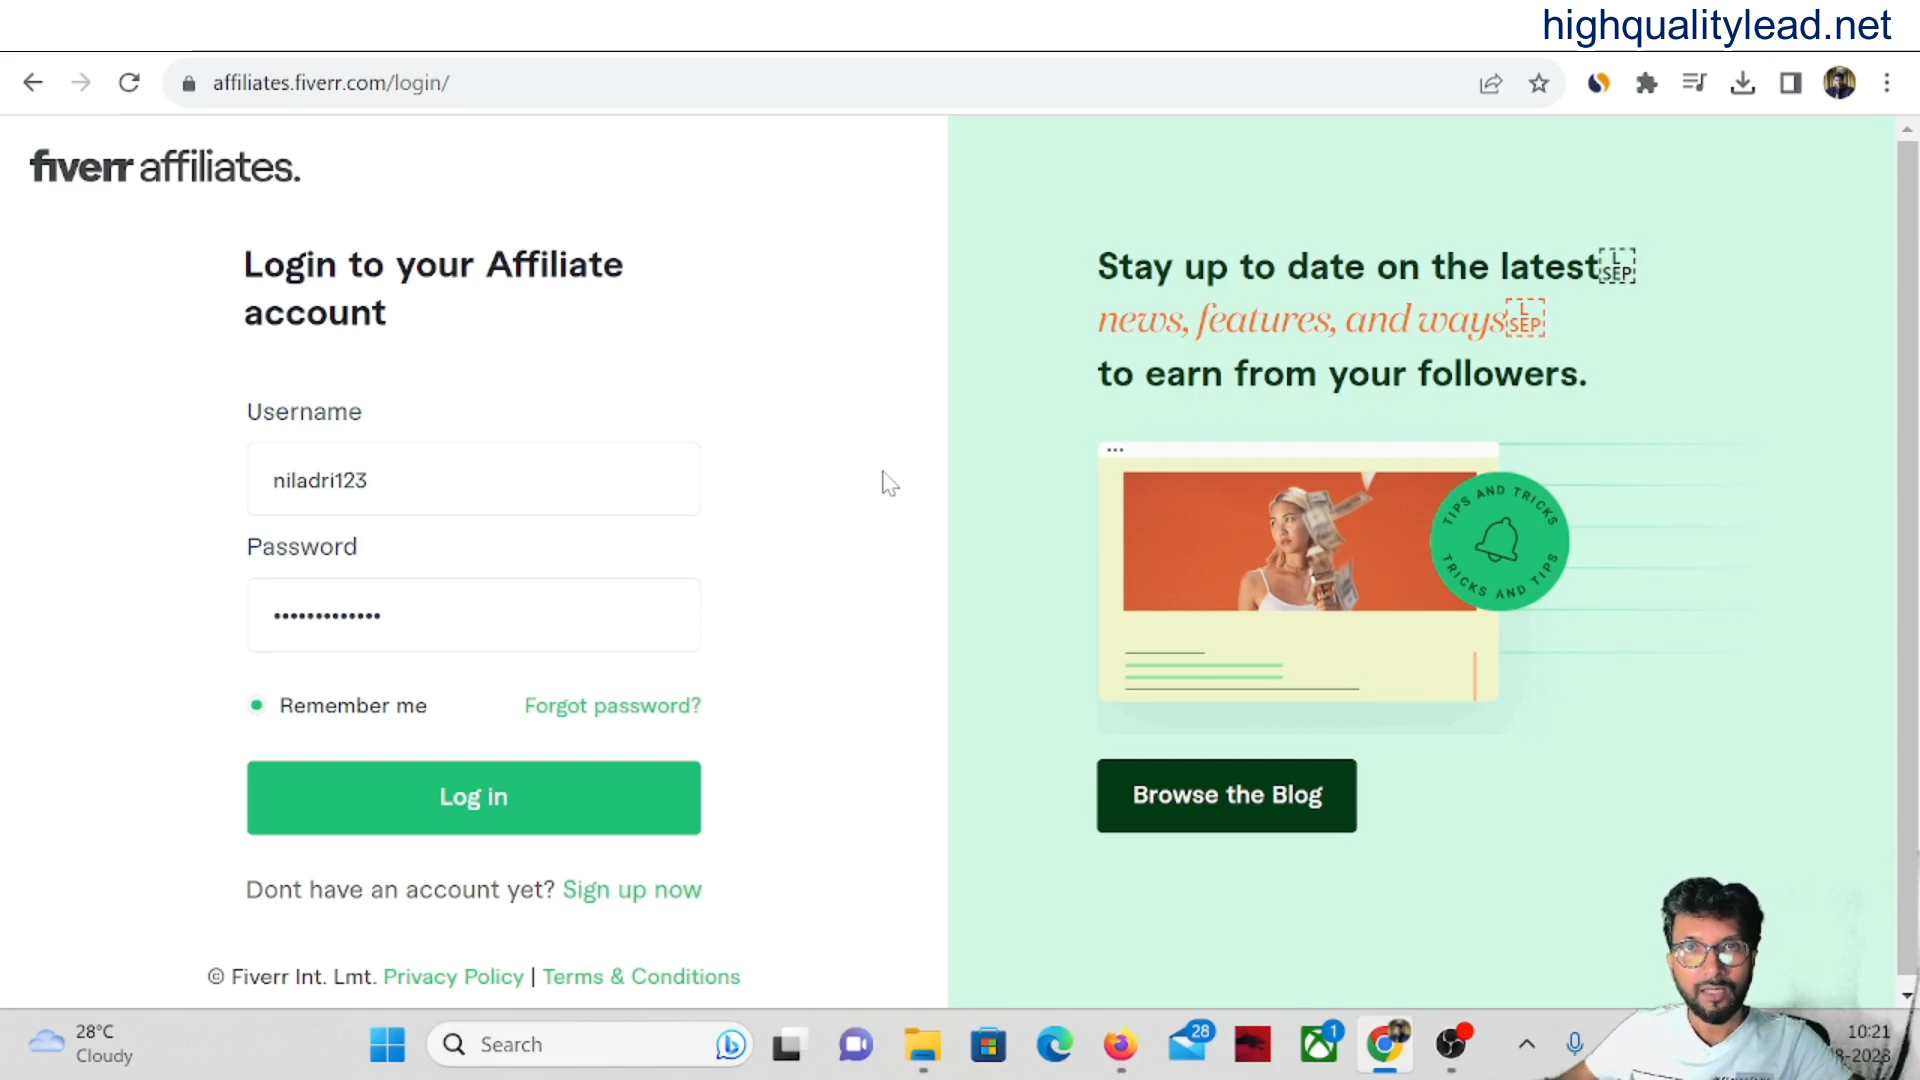 highqualitylead.net
affiliates.fiverr.com/login/
fiverr affiliates.
Login to your Affiliate
account
Username
niladri123
Password
•••••••••••••
Remember me
Forgot password?
Log in
Dont have an account yet? Sign up now
© Fiverr Int. Lmt. Privacy Policy | Terms & Conditions
Stay up to date on the latest
L SEP
news, features, and ways
L SEP
to earn from your followers.
TIPS AND TRICKS
TRICKS AND TIPS
Browse the Blog
28°C
Cloudy
Search
28
1
10:21
-2023